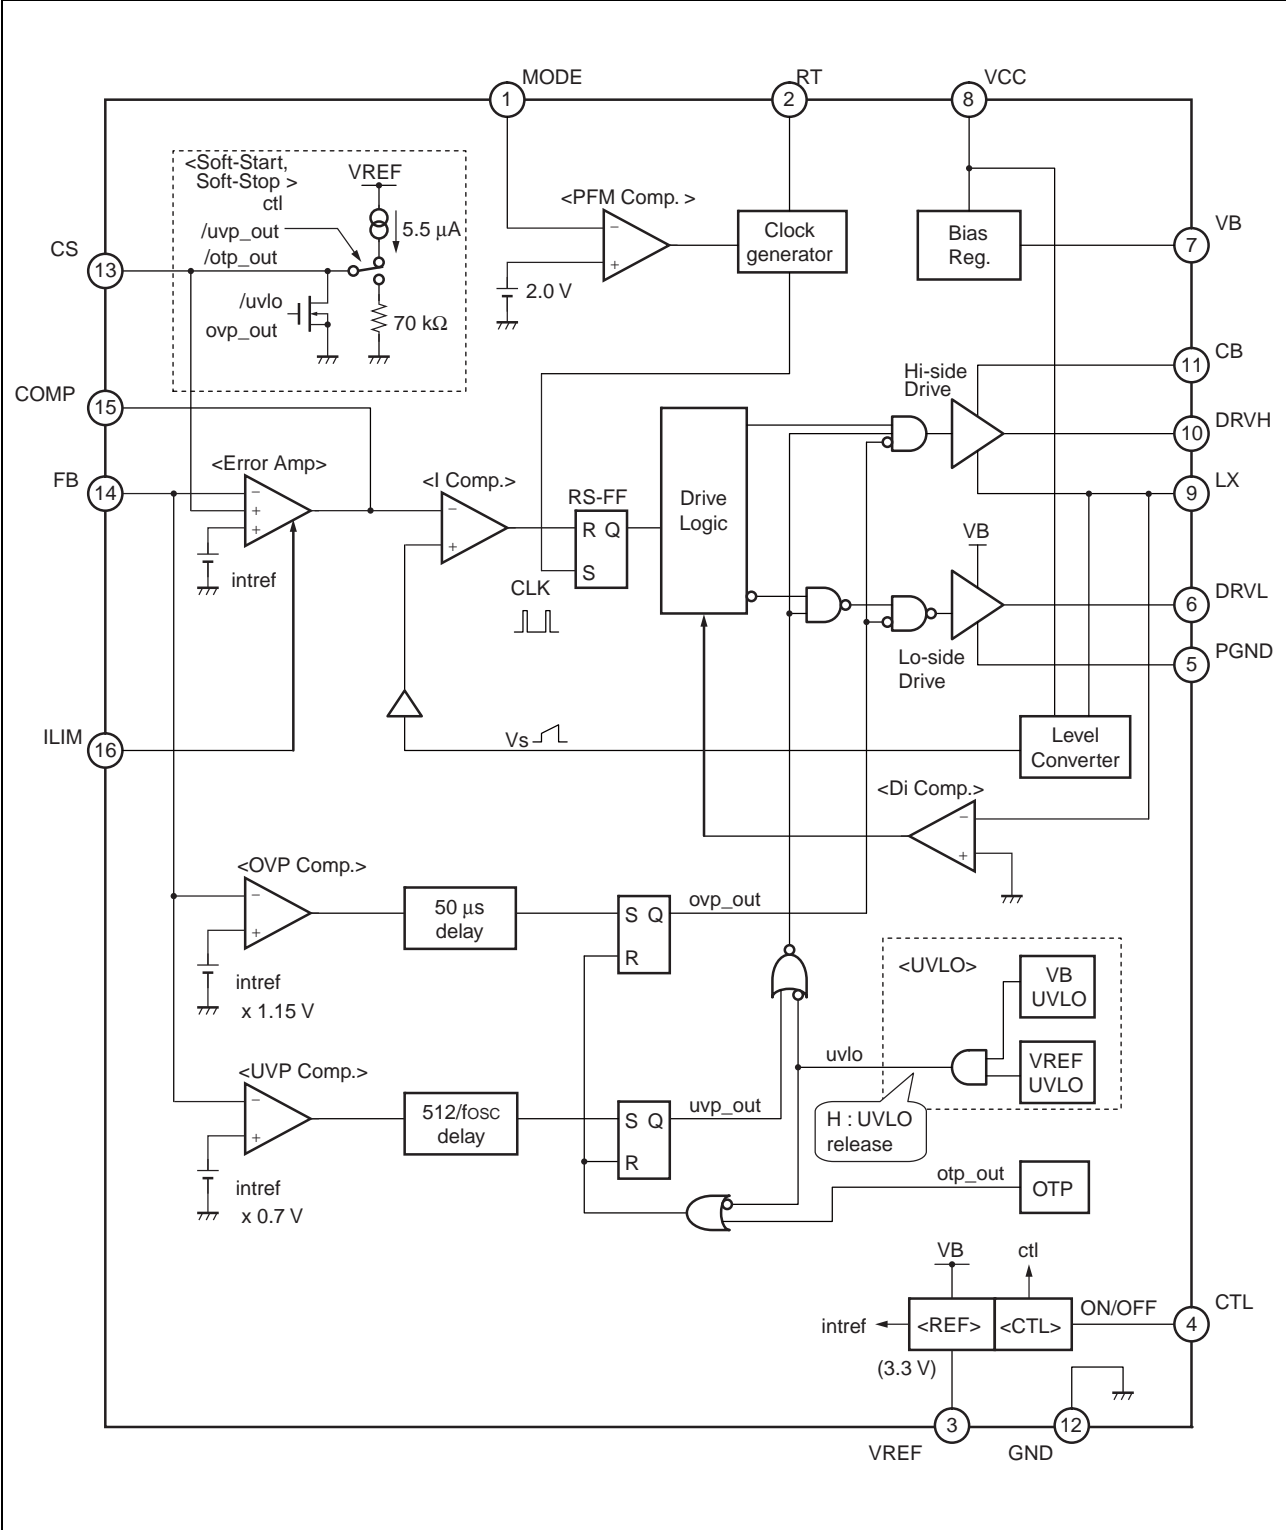 MODE
1
RT
2
VCC
8
<Soft-Start,
Soft-Stop >
ctl
/uvp_out
/otp_out
VREF
5.5 μA
/uvlo
ovp_out
70 kΩ
<PFM Comp. >
−
+
2.0 V
Clock
generator
Bias
Reg.
VB
7
CS
13
CB
11
Hi-side
Drive
DRVH
10
COMP
15
LX
9
FB
14
<Error Amp>
−
+
+
intref
<I Comp.>
−
+
RS-FF
R Q
S
CLK
Drive
Logic
VB
DRVL
6
Lo-side
Drive
PGND
5
ILIM
16
Vs
Level
Converter
<Di Comp.>
−
+
<OVP Comp.>
−
+
intref
x 1.15 V
50 μs
delay
S Q
R
ovp_out
<UVLO>
VB
UVLO
VREF
UVLO
uvlo
H : UVLO
release
<UVP Comp.>
−
+
intref
x 0.7 V
512/fOSC
delay
S Q
R
uvp_out
otp_out
OTP
VB
ctl
intref
<REF>
<CTL>
ON/OFF
CTL
4
(3.3 V)
3
VREF
12
GND